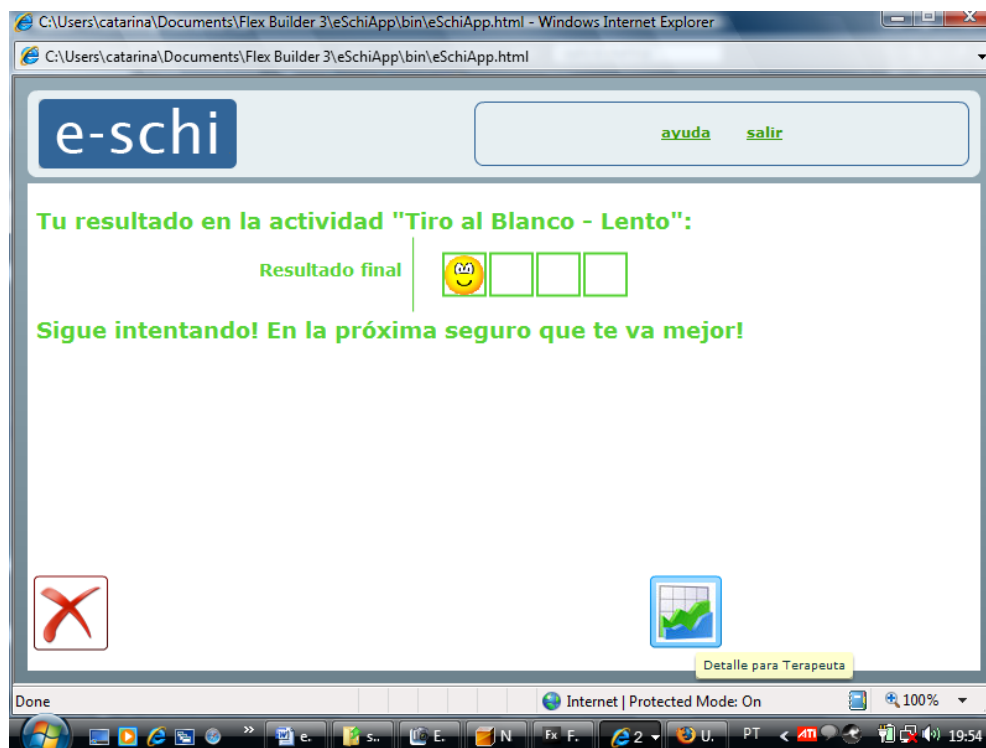 C:\Users\catarina\Documents\Flex Builder 3\eSchiApp\bin\eSchiApp.html - Windows Internet Explorer
C:\Users\catarina\Documents\Flex Builder 3\eSchiApp\bin\eSchiApp.html
e-schi
ayuda salir
Tu resultado en la actividad "Tiro al Blanco - Lento":
Resultado final
Sigue intentando! En la próxima seguro que te va mejor!
Detalle para Terapeuta
Done Internet | Protected Mode: On 100%
e. s.. E. N Fx F. 2 U. PT ATI 19:54